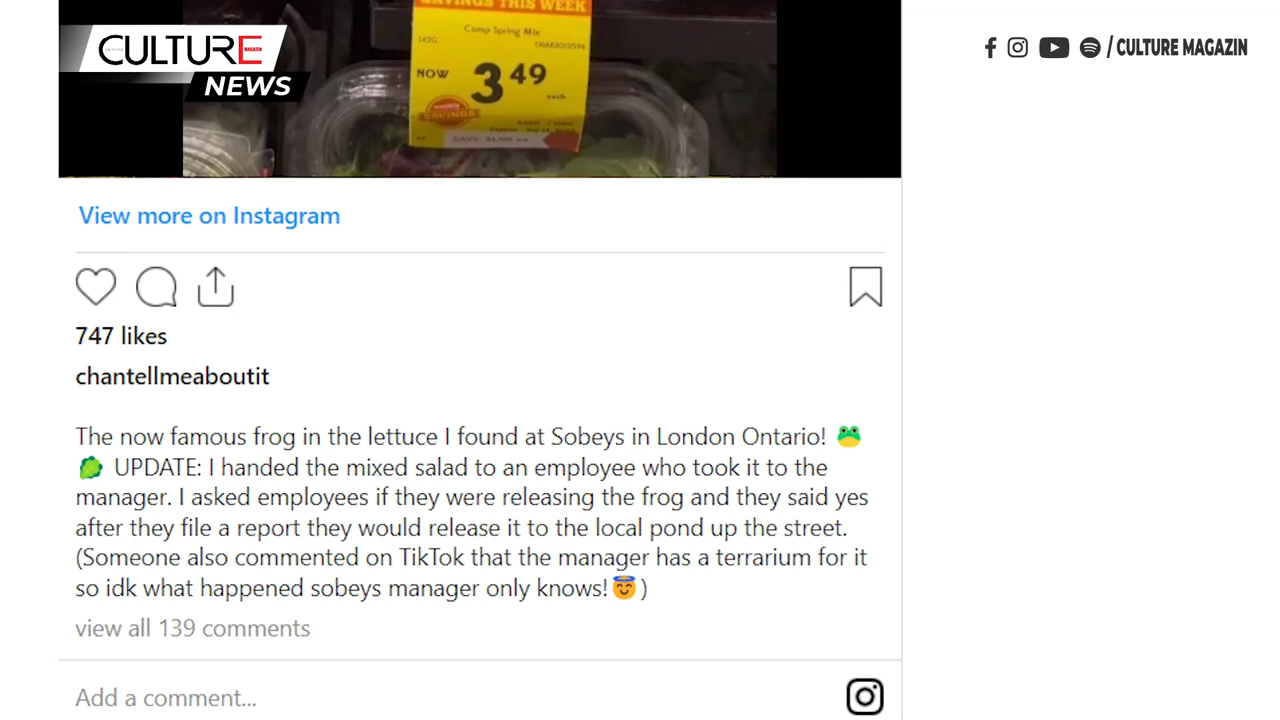 SAVINGS THIS WEEK
Comp Spring Mix
142G
NOW
3 49
each
weekly
SAVINGS!
CULTURE
MAGAZIN
NEWS
/ CULTURE MAGAZIN
View more on Instagram
747 likes
chantellmeaboutit
The now famous frog in the lettuce I found at Sobeys in London Ontario! 🐸
🥬 UPDATE: I handed the mixed salad to an employee who took it to the
manager. I asked employees if they were releasing the frog and they said yes
after they file a report they would release it to the local pond up the street.
(Someone also commented on TikTok that the manager has a terrarium for it
so idk what happened sobeys manager only knows!😇)
view all 139 comments
Add a comment...